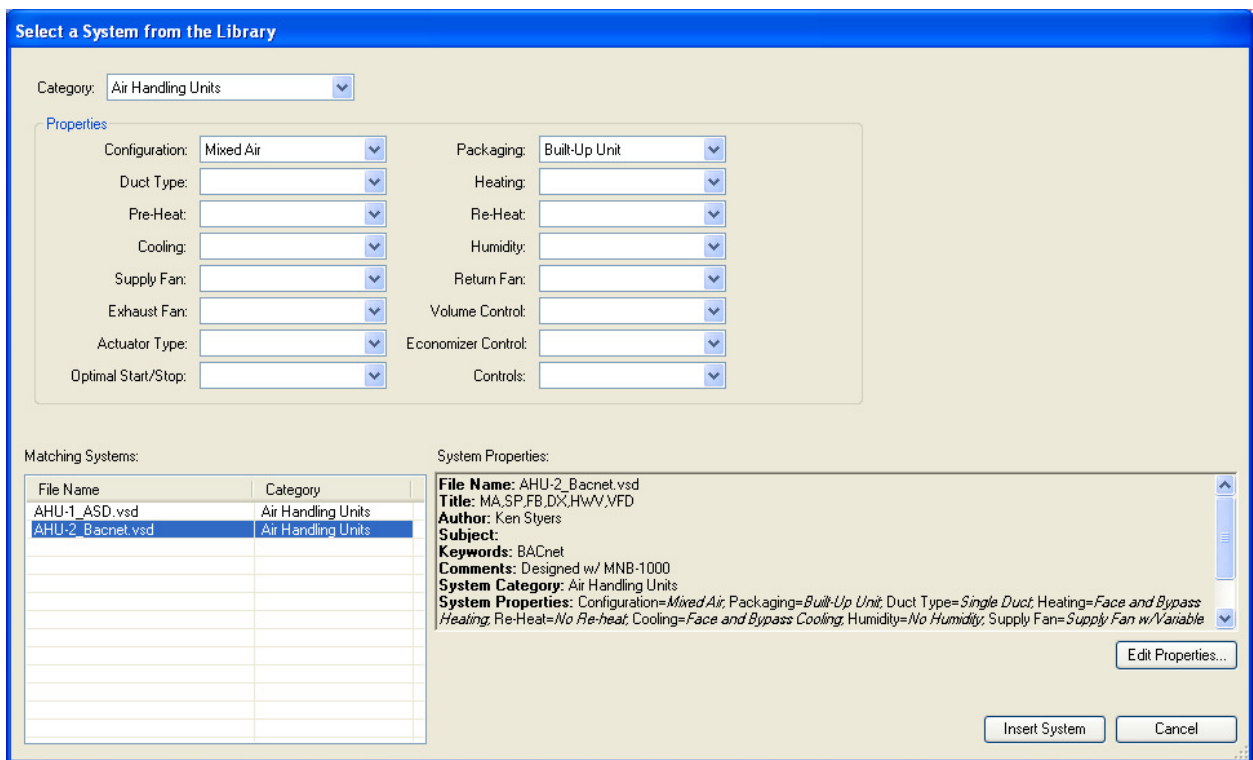 Select a System from the Library
Category: Air Handling Units
Properties
Configuration: Mixed Air Packaging: Built-Up Unit
Duct Type: Heating:
Pre-Heat: Re-Heat:
Cooling: Humidity:
Supply Fan: Return Fan:
Exhaust Fan: Volume Control:
Actuator Type: Economizer Control:
Optimal Start/Stop: Controls:
Matching Systems:
File Name Category
AHU-1_ASD.vsd Air Handling Units
AHU-2_Bacnet.vsd Air Handling Units
System Properties:
File Name: AHU-2_Bacnet.vsd
Title: MA,SP,FB,DX,HWV,VFD
Author: Ken Styers
Subject:
Keywords: BACnet
Comments: Designed w/ MNB-1000
System Category: Air Handling Units
System Properties: Configuration=Mixed Air, Packaging=Built-Up Unit, Duct Type=Single Duct, Heating=Face and Bypass
Heating, Re-Heat=No Re-heat, Cooling=Face and Bypass Cooling, Humidity=No Humidity, Supply Fan=Supply Fan w/Variable
Edit Properties...
Insert System Cancel